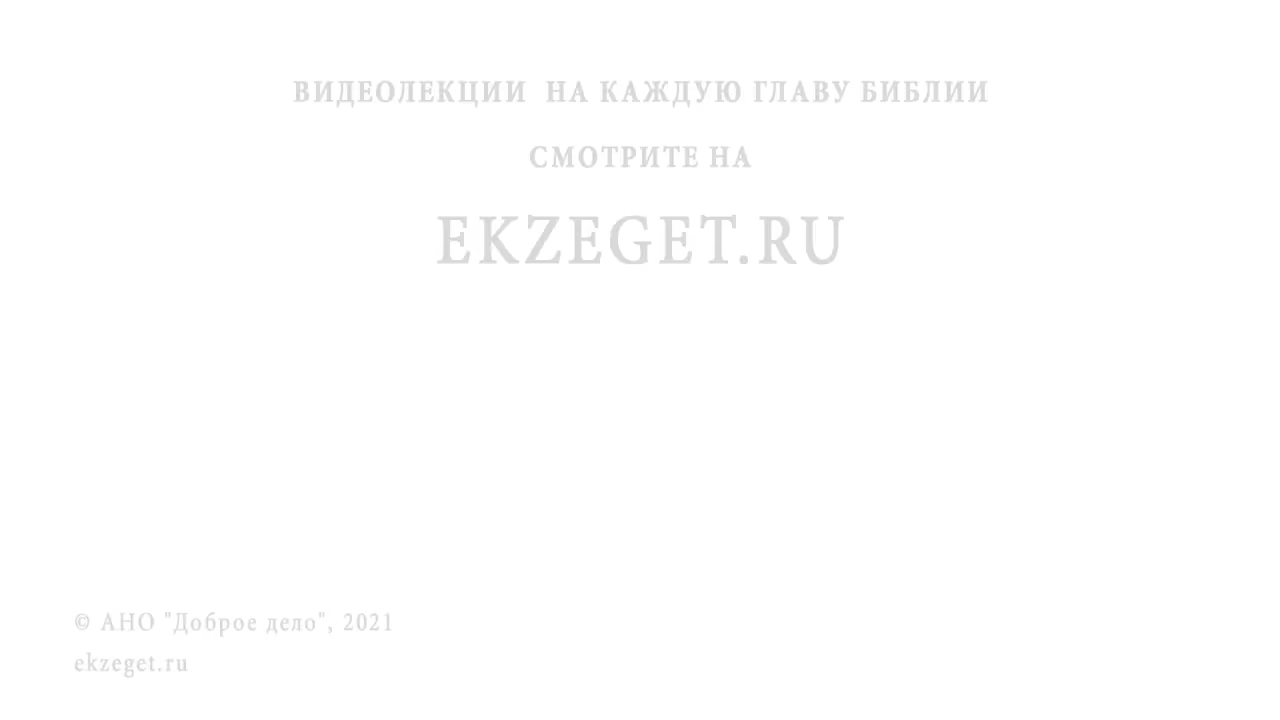 ВИДЕОЛЕКЦИИ НА КАЖДУЮ ГЛАВУ БИБЛИИ
СМОТРИТЕ НА
EKZEGET.RU
© АНО "Доброе дело", 2021
ekzeget.ru